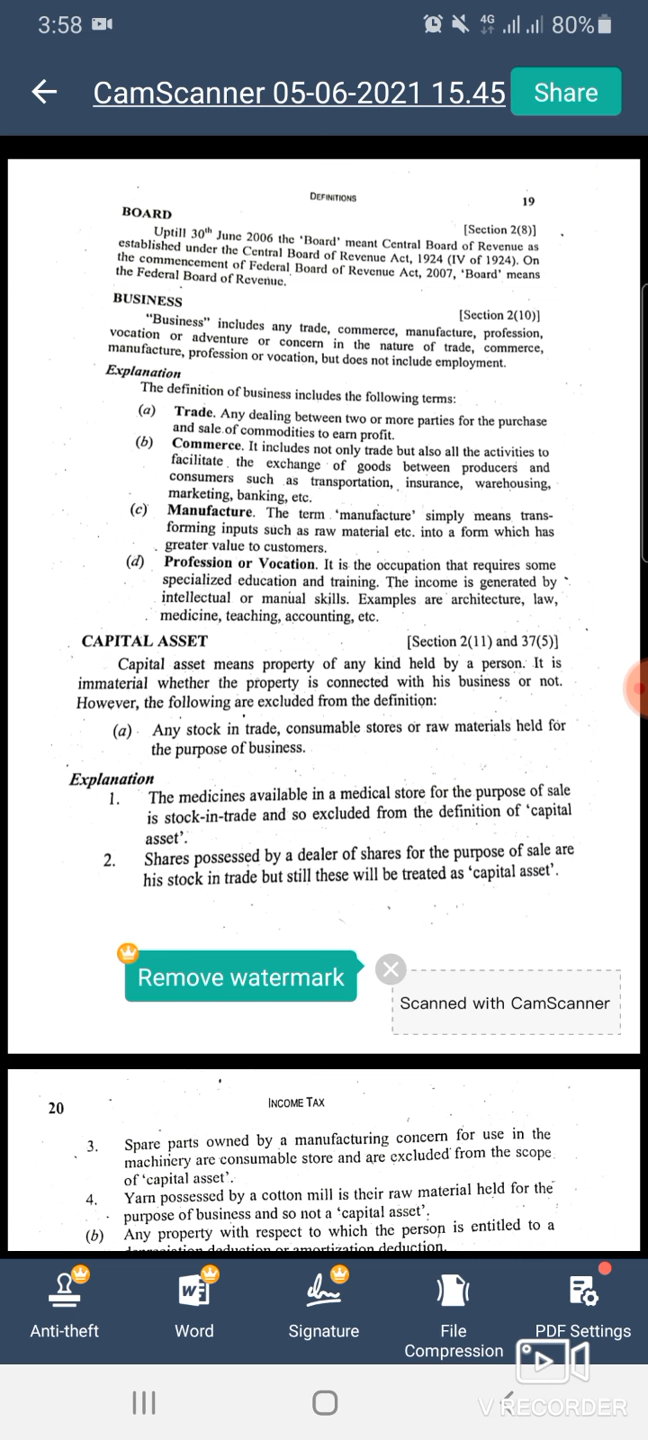 3:58
4G
80%
CamScanner 05-06-2021 15.45
Share
DEFINITIONS
19
BOARD
[Section 2(8)]
Uptill 30th June 2006 the 'Board' meant Central Board of Revenue as
established under the Central Board of Revenue Act, 1924 (IV of 1924). On
the commencement of Federal Board of Revenue Act, 2007, 'Board' means
the Federal Board of Revenue.
BUSINESS
[Section 2(10)]
"Business" includes any trade, commerce, manufacture, profession,
vocation or adventure or concern in the nature of trade, commerce,
manufacture, profession or vocation, but does not include employment.
Explanation
The definition of business includes the following terms:
(a) Trade. Any dealing between two or more parties for the purchase
and sale of commodities to earn profit.
(b) Commerce. It includes not only trade but also all the activities to
facilitate the exchange of goods between producers and
consumers such as transportation, insurance, warehousing,
marketing, banking, etc.
(c) Manufacture. The term 'manufacture' simply means trans-
forming inputs such as raw material etc. into a form which has
greater value to customers.
(d) Profession or Vocation. It is the occupation that requires some
specialized education and training. The income is generated by
intellectual or manual skills. Examples are architecture, law,
medicine, teaching, accounting, etc.
CAPITAL ASSET
[Section 2(11) and 37(5)]
Capital asset means property of any kind held by a person. It is
immaterial whether the property is connected with his business or not.
However, the following are excluded from the definition:
(a) Any stock in trade, consumable stores or raw materials held for
the purpose of business.
Explanation
1. The medicines available in a medical store for the purpose of sale
is stock-in-trade and so excluded from the definition of 'capital
asset'.
2. Shares possessed by a dealer of shares for the purpose of sale are
his stock in trade but still these will be treated as 'capital asset'.
Remove watermark
Scanned with CamScanner
20
INCOME TAX
3. Spare parts owned by a manufacturing concern for use in the
machinery are consumable store and are excluded from the scope
of 'capital asset'.
4. Yarn possessed by a cotton mill is their raw material held for the
purpose of business and so not a 'capital asset'.
(b) Any property with respect to which the person is entitled to a
depreciation deduction or amortization deduction.
Anti-theft
Word
Signature
File
Compression
PDF Settings
V RECORDER